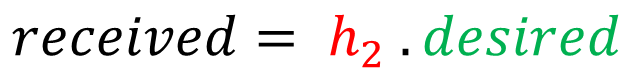 received = h₂ . desired